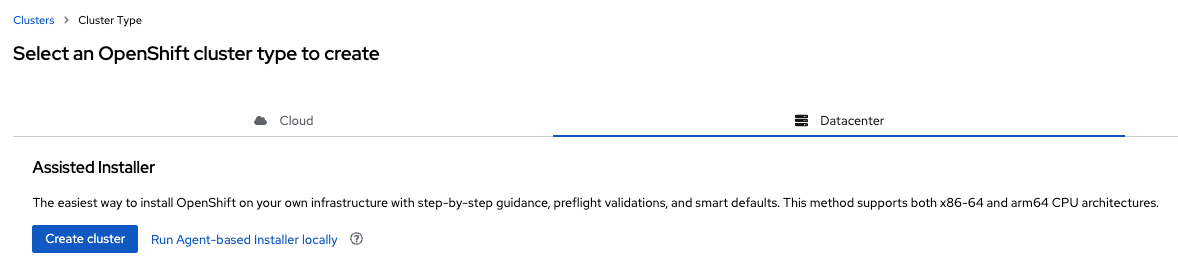 Clusters > Cluster Type
Select an OpenShift cluster type to create
Cloud Datacenter
Assisted Installer
The easiest way to install OpenShift on your own infrastructure with step-by-step guidance, preflight validations, and smart defaults. This method supports both x86-64 and arm64 CPU architectures.
Create cluster Run Agent-based Installer locally